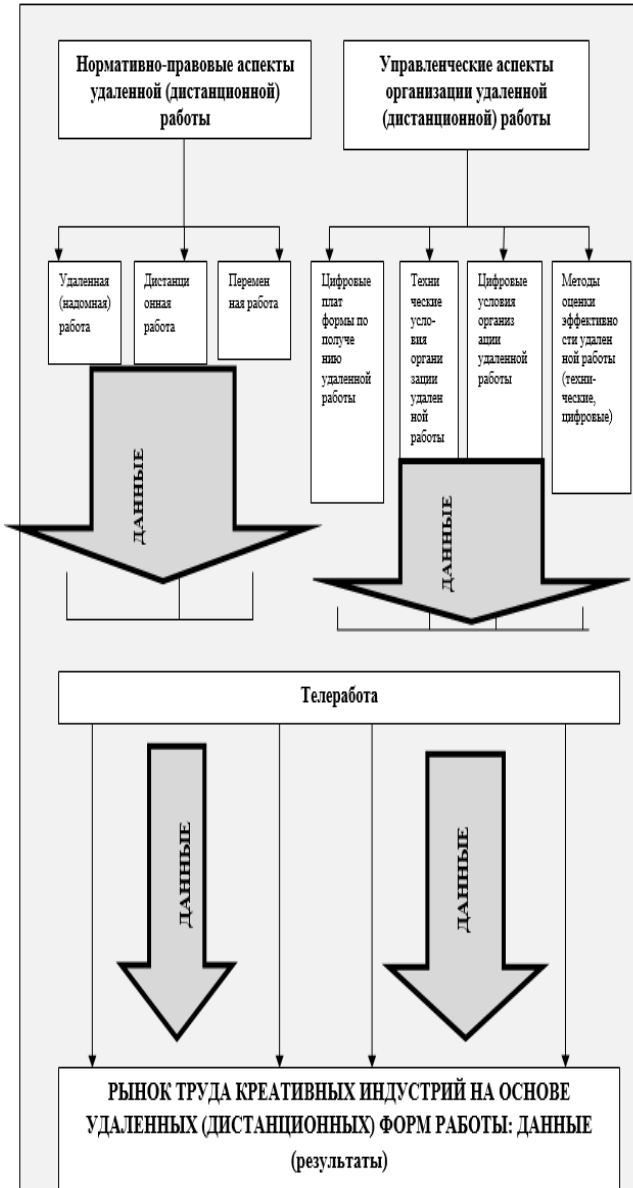 Нормативно-правовые аспекты
удаленной (дистанционной)
работы
Управленческие аспекты
организации удаленной
(дистанционной) работы
Удаленная
(надомная)
работа
Дистанци
онная
работа
Перемен
ная работа
Цифровые
плат
формы по
получе
нию
удаленной
работы
Техни
ческие
усло-
вия
органи
зации
удален
ной
работы
Цифровые
условия
организ
ации
удаленной
работы
Методы
оценки
эффективно
сти удален
ной работы
(техни-
ческие,
цифровые)
ДАННЫЕ
ДАННЫЕ
Телеработа
ДАННЫЕ
ДАННЫЕ
РЫНОК ТРУДА КРЕАТИВНЫХ ИНДУСТРИЙ НА ОСНОВЕ
УДАЛЕННЫХ (ДИСТАНЦИОННЫХ) ФОРМ РАБОТЫ: ДАННЫЕ
(результаты)